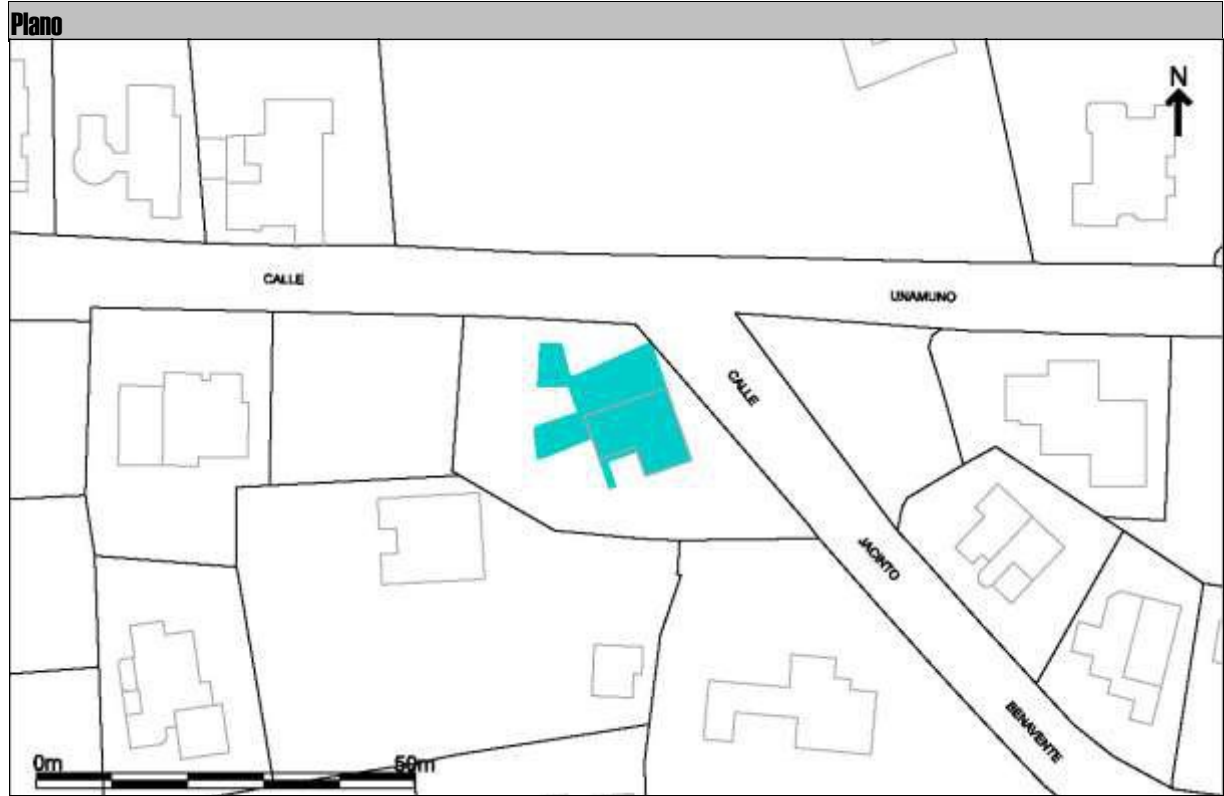 Plano
N
CALLE
UNAMUNO
CALLE
JACINTO
BENAVENTE
0m 50m